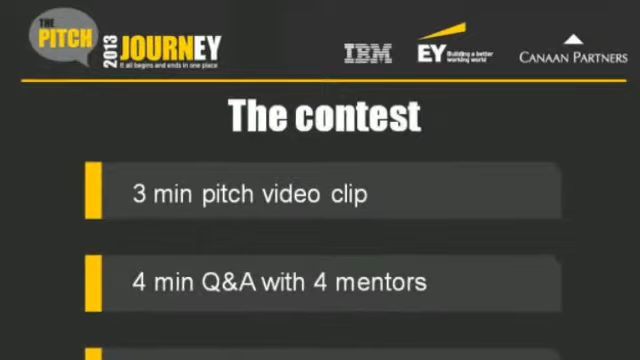 THE
PITCH
2013 JOURNEY
It all begins and ends in one place
IBM
EY Building a better
working world
CANAAN PARTNERS
The contest
3 min pitch video clip
4 min Q&A with 4 mentors